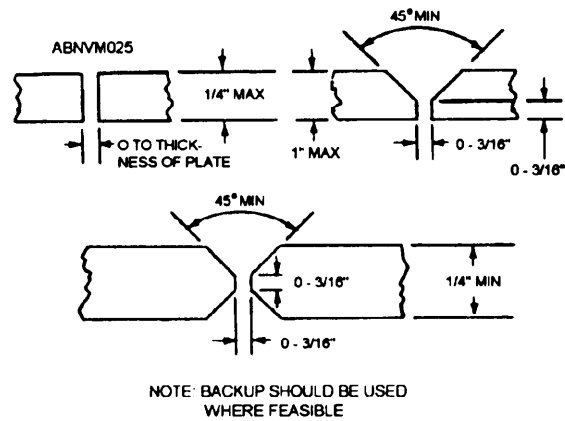 45° MIN
ABNVM025
1/4" MAX
O TO THICK-
NESS OF PLATE
1" MAX
0 - 3/16"
0 - 3/16"
45° MIN
0 - 3/16"
1/4" MIN
0 - 3/16"
NOTE: BACKUP SHOULD BE USED
WHERE FEASIBLE